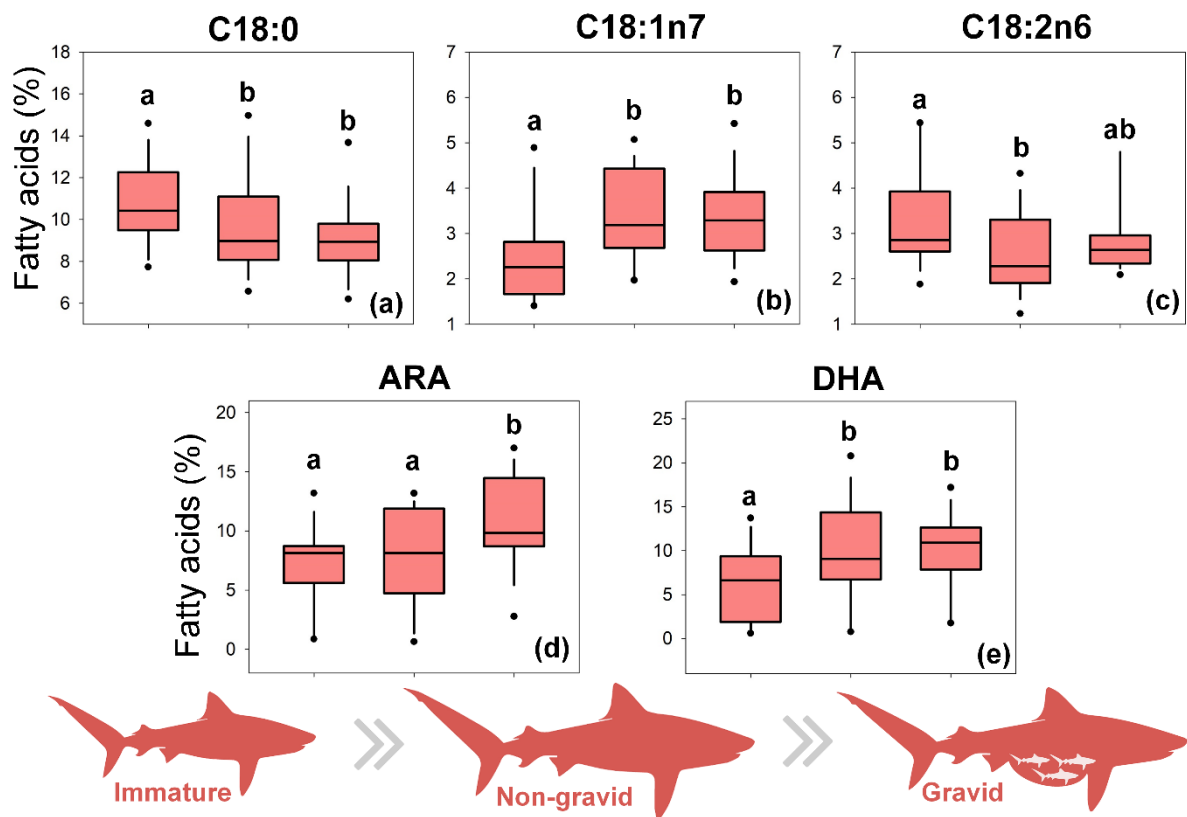 C18:0 C18:1n7 C18:2n6
Fatty acids (%)
18 16 14 12 10 8 6
a b b
(a)
7 6 5 4 3 2 1
a b b
(b)
7 6 5 4 3 2 1
a b ab
(c)
ARA DHA
Fatty acids (%)
20 15 10 5 0
a a b
(d)
25 20 15 10 5 0
a b b
(e)
Immature Non-gravid Gravid